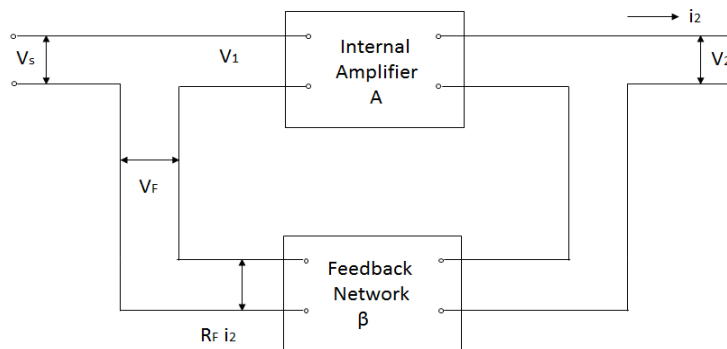 i2
Vs
V1
Internal
Amplifier
A
V2
VF
Feedback
Network
β
RF i2